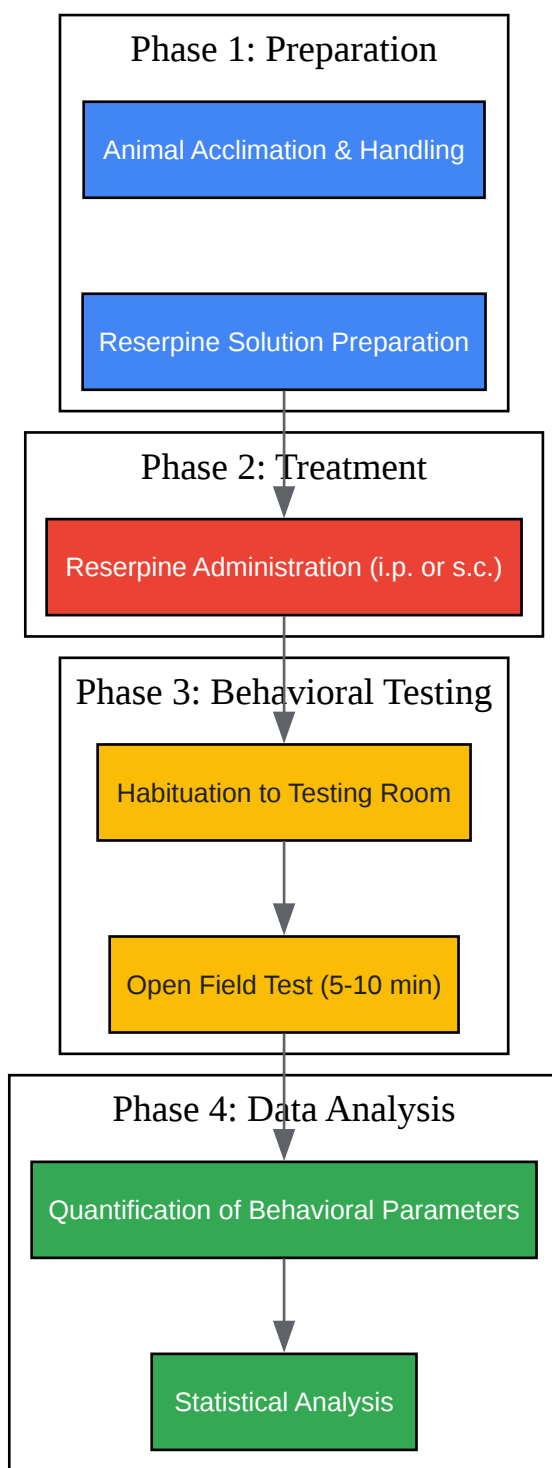 Phase 1: Preparation
Animal Acclimation & Handling
Reserpine Solution Preparation
Phase 2: Treatment
Reserpine Administration (i.p. or s.c.)
Phase 3: Behavioral Testing
Habituation to Testing Room
Open Field Test (5-10 min)
Phase 4: Data Analysis
Quantification of Behavioral Parameters
Statistical Analysis